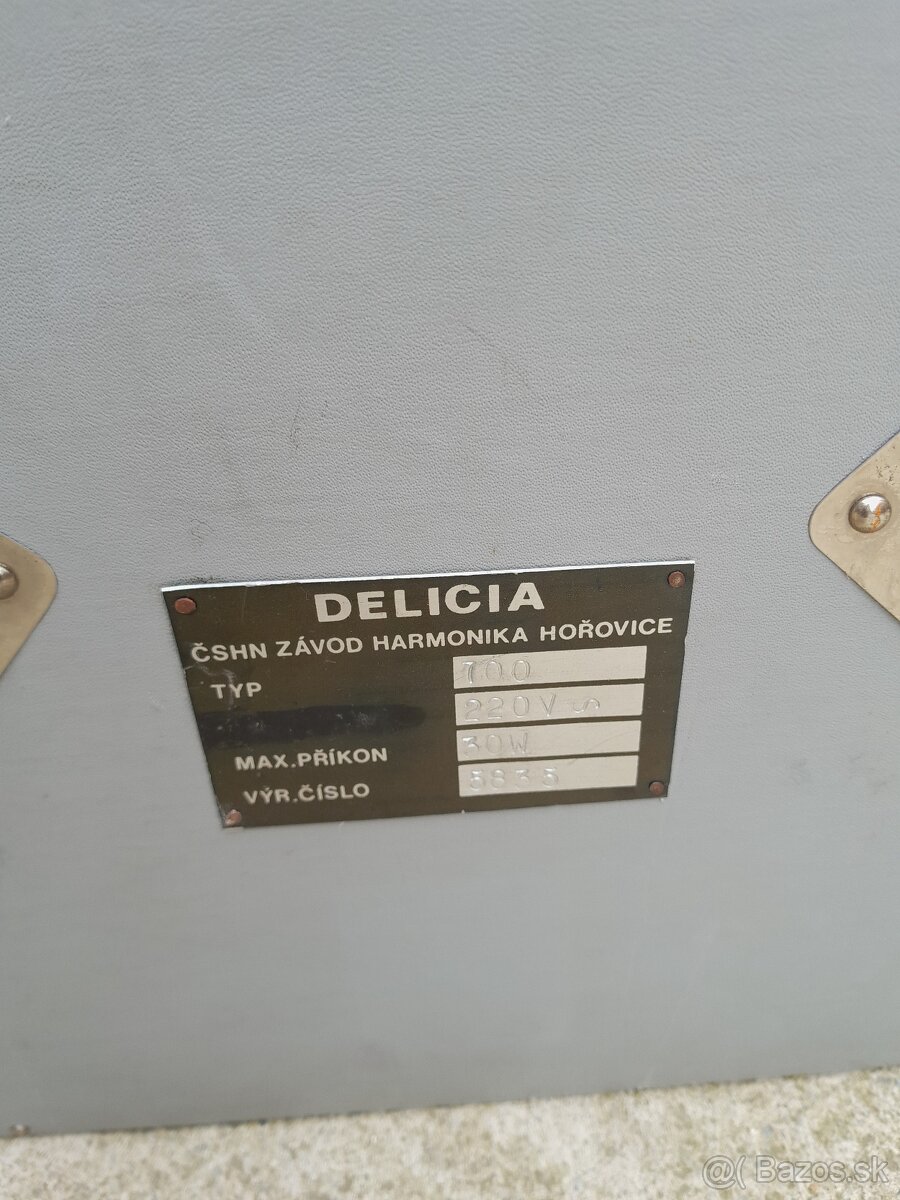 DELICIA
ČSHN ZÁVOD HARMONIKA HOŘOVICE
TYP 700
220V ~
MAX.PŘÍKON 30W
VÝR.ČÍSLO 5835
@( Bazos.sk